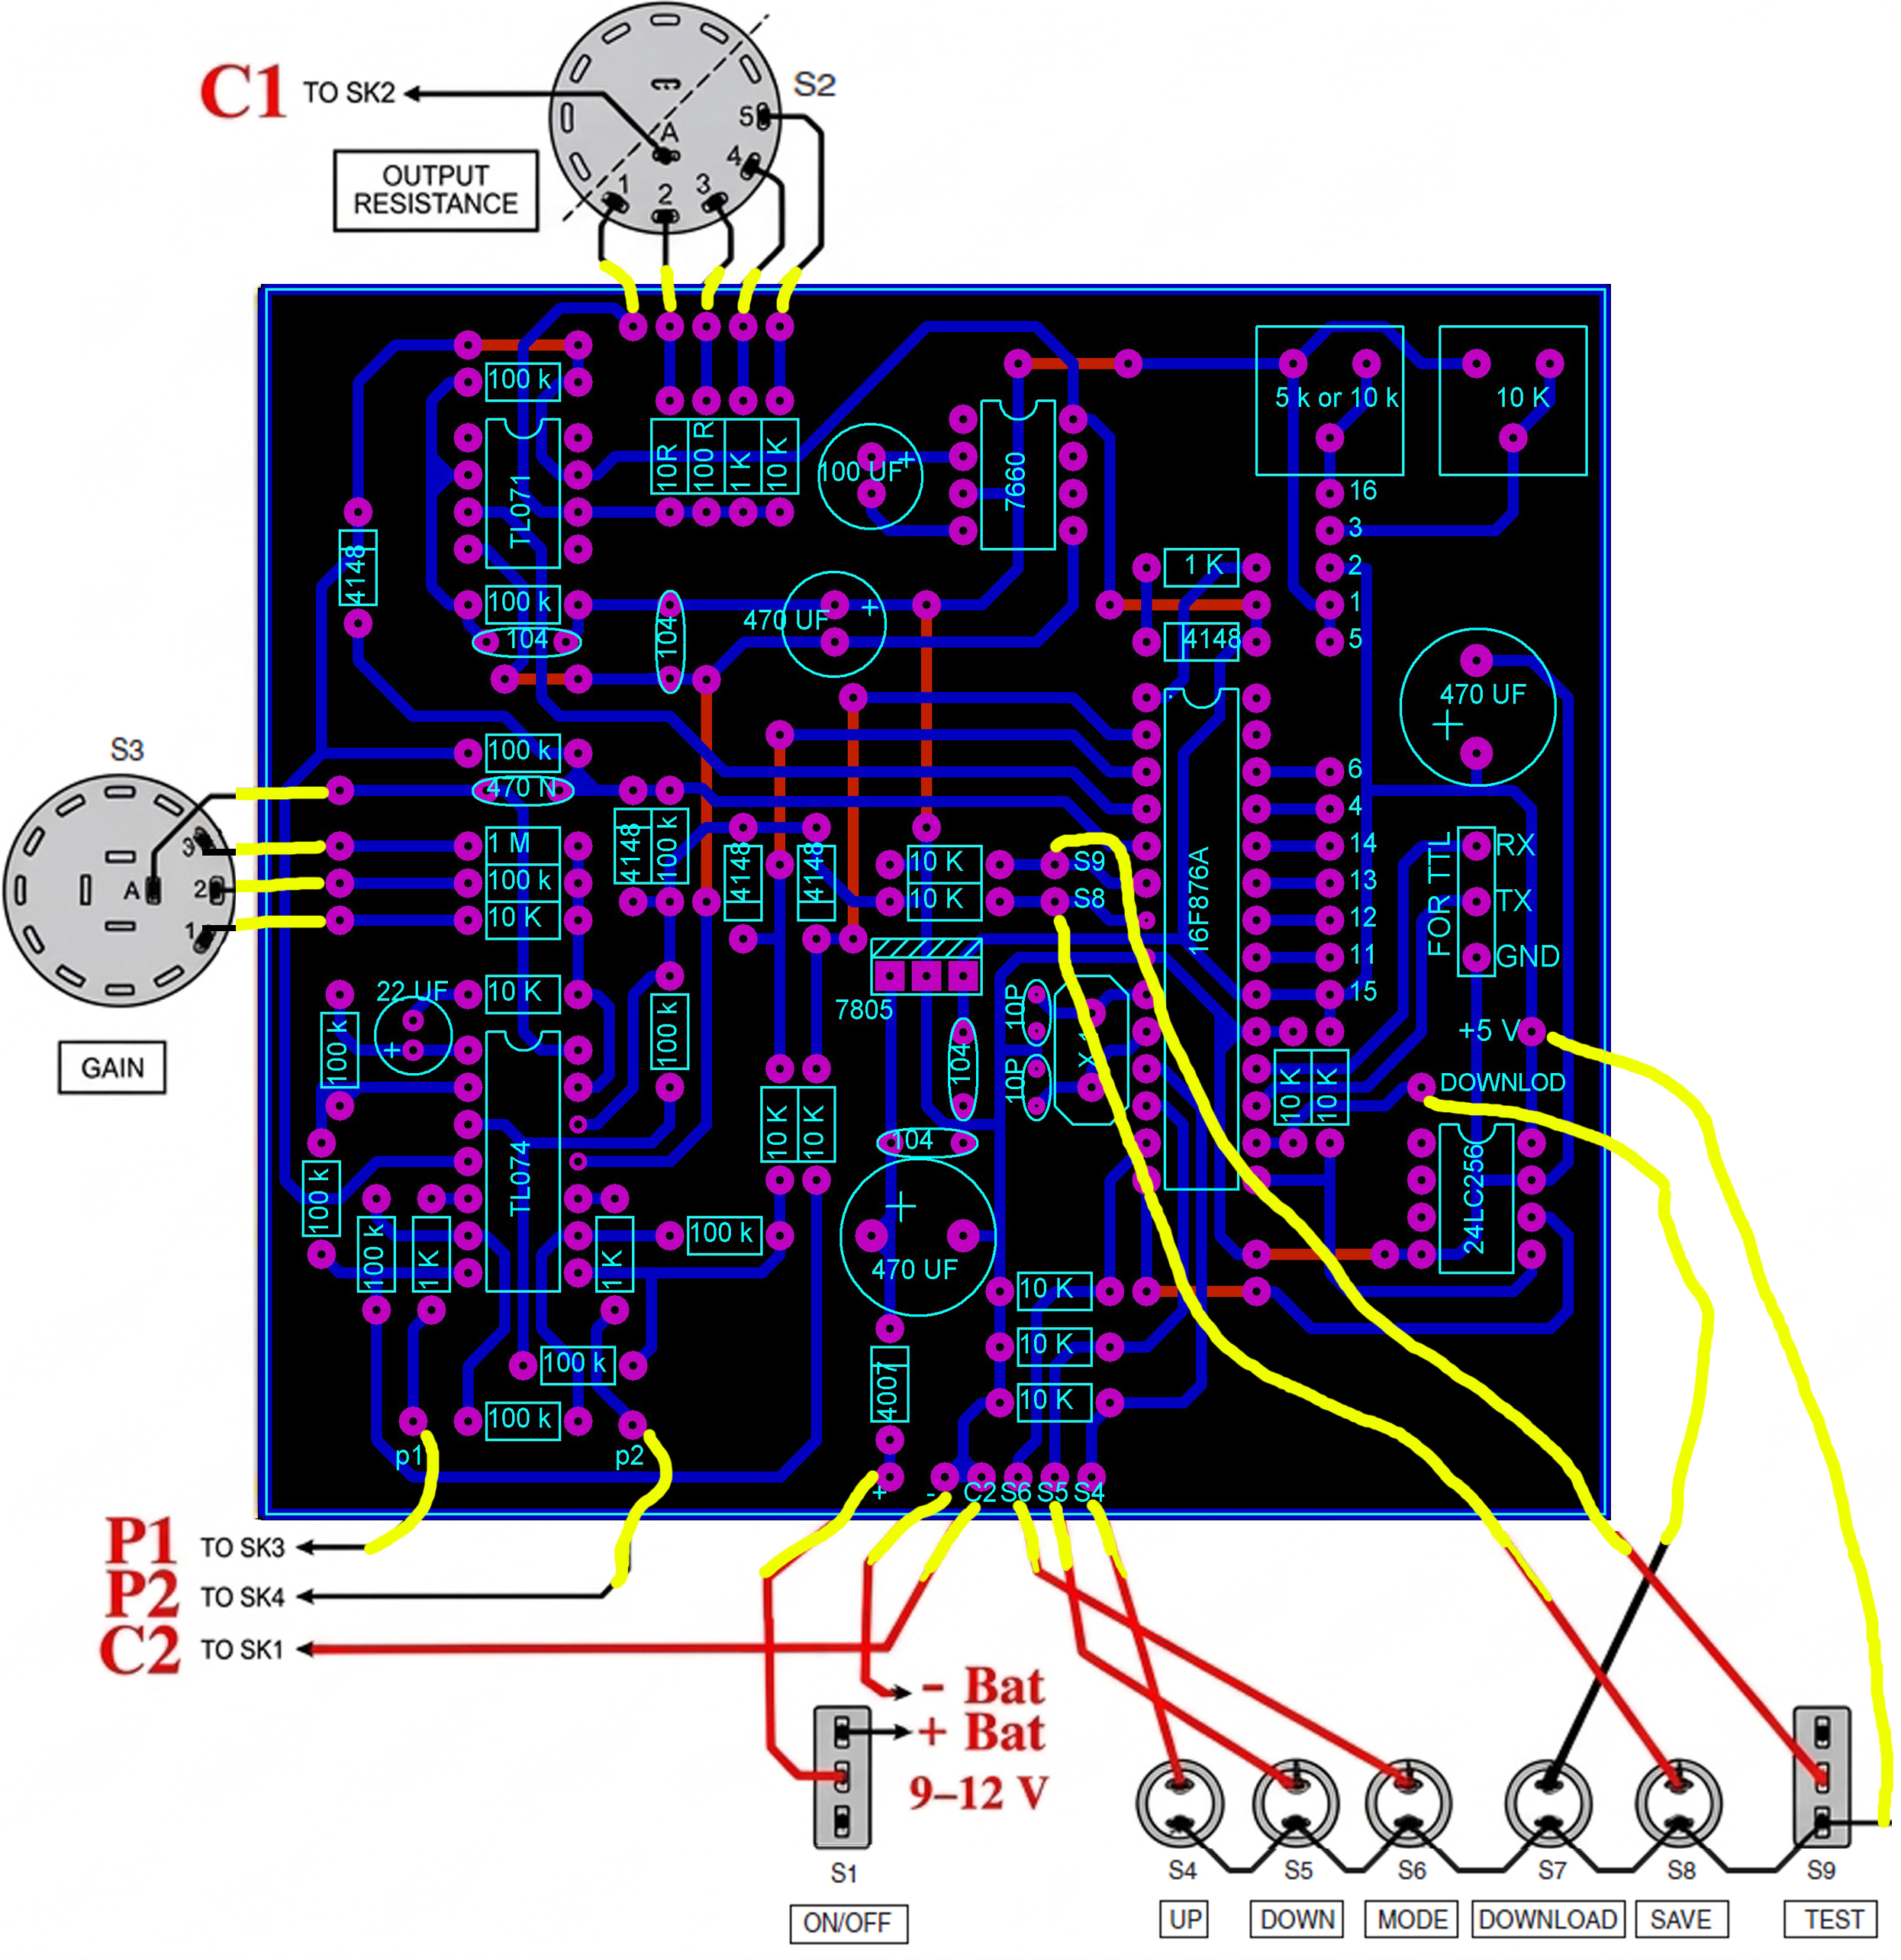 S2
C1 TO SK2
5
A
4
OUTPUT
RESISTANCE
1 2 3
100 k
5 k or 10 k
10 K
10R
100 R
1 K
10 K
TL071
100 UF
+
7660
16
3
2
1
5
4148
1 K
100 k
104
104
470 UF
+
4148
470 UF
+
S3
100 k
470 N
6
4
14
13
12
11
15
3
A
2
1
1 M
100 k
10 K
4148
100 k
4148
4148
10 K
10 K
S9
S8
16F876A
FOR TTL
RX
TX
GND
GAIN
22 UF
+
10 K
100 k
100 k
7805
104
10P
10P
X
+5 V
DOWNLOD
10 K
10 K
10 K
10 K
104
TL074
100 k
100 k
1 K
1 K
100 k
+
470 UF
24LC256
10 K
10 K
10 K
100 k
100 k
4007
p1
p2
+
-
C2
S6
S5
S4
P1 TO SK3
P2 TO SK4
C2 TO SK1
- Bat
+ Bat
9–12 V
S1
S4
S5
S6
S7
S8
S9
ON/OFF
UP
DOWN
MODE
DOWNLOAD
SAVE
TEST